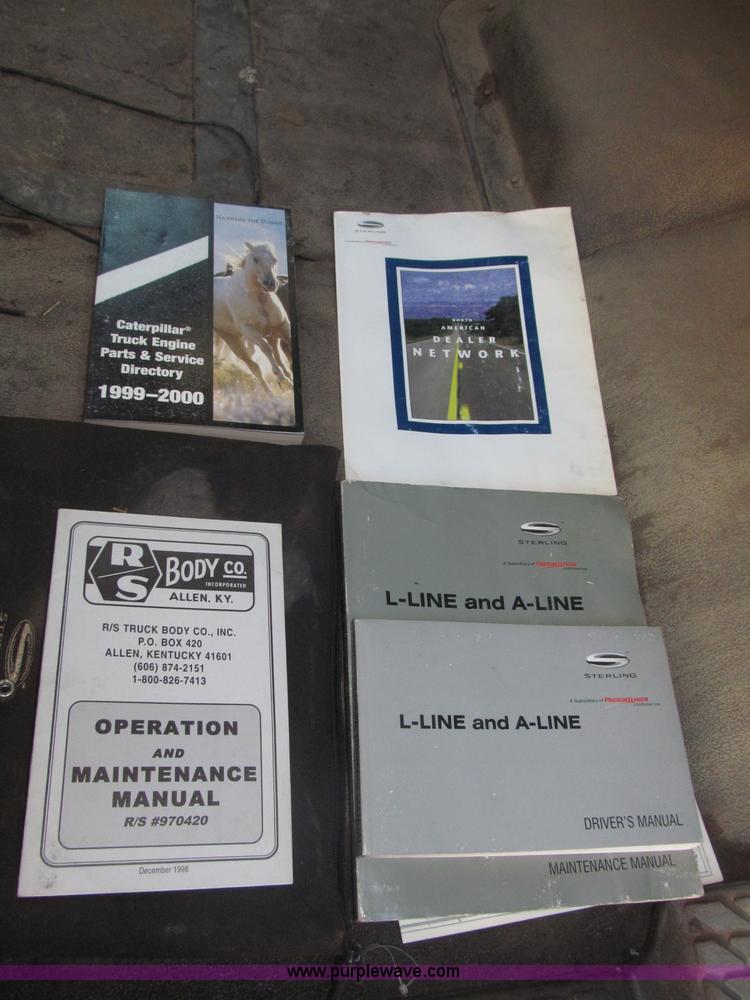 HARNESS THE POWER
Caterpillar®
Truck Engine
Parts & Service
Directory
1999–2000
STERLING
NORTH
AMERICAN
DEALER
NETWORK
R/S BODY CO.
INCORPORATED
ALLEN, KY.
R/S TRUCK BODY CO., INC.
P.O. BOX 420
ALLEN, KENTUCKY 41601
(606) 874-2151
1-800-826-7413
OPERATION
AND
MAINTENANCE
MANUAL
R/S #970420
December 1998
STERLING
A Subsidiary of FREIGHTLINER
CORPORATION
L-LINE and A-LINE
STERLING
A Subsidiary of FREIGHTLINER
CORPORATION
L-LINE and A-LINE
DRIVER'S MANUAL
MAINTENANCE MANUAL
www.purplewave.com